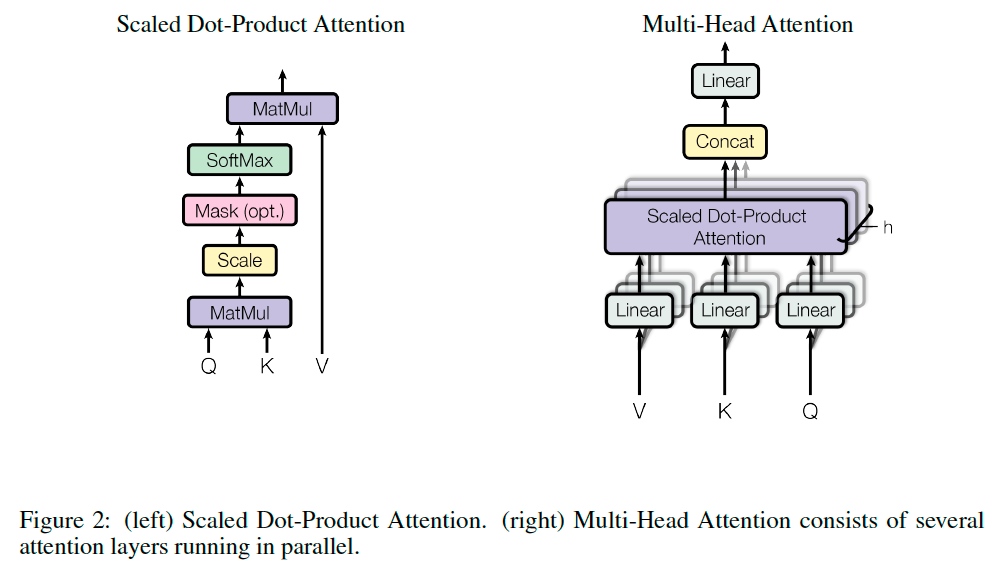 Scaled Dot-Product Attention
MatMul
SoftMax
Mask (opt.)
Scale
MatMul
Q K V
Multi-Head Attention
Linear
Concat
Scaled Dot-Product
Attention
h
Linear Linear Linear
V K Q
Figure 2: (left) Scaled Dot-Product Attention. (right) Multi-Head Attention consists of several
attention layers running in parallel.